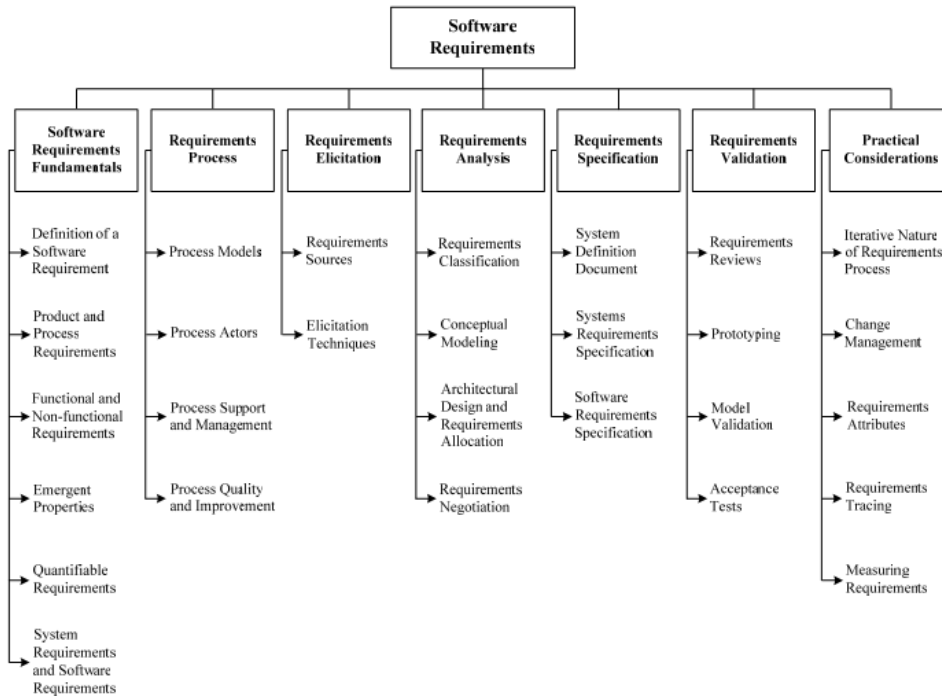 Software
Requirements
Software
Requirements
Fundamentals
Requirements
Process
Requirements
Elicitation
Requirements
Analysis
Requirements
Specification
Requirements
Validation
Practical
Considerations
Definition of a
Software
Requirement
Product and
Process
Requirements
Functional and
Non-functional
Requirements
Emergent
Properties
Quantifiable
Requirements
System
Requirements
and Software
Requirements
Process Models
Process Actors
Process Support
and Management
Process Quality
and Improvement
Requirements
Sources
Elicitation
Techniques
Requirements
Classification
Conceptual
Modeling
Architectural
Design and
Requirements
Allocation
Requirements
Negotiation
System
Definition
Document
Systems
Requirements
Specification
Software
Requirements
Specification
Requirements
Reviews
Prototyping
Model
Validation
Acceptance
Tests
Iterative Nature
of Requirements
Process
Change
Management
Requirements
Attributes
Requirements
Tracing
Measuring
Requirements